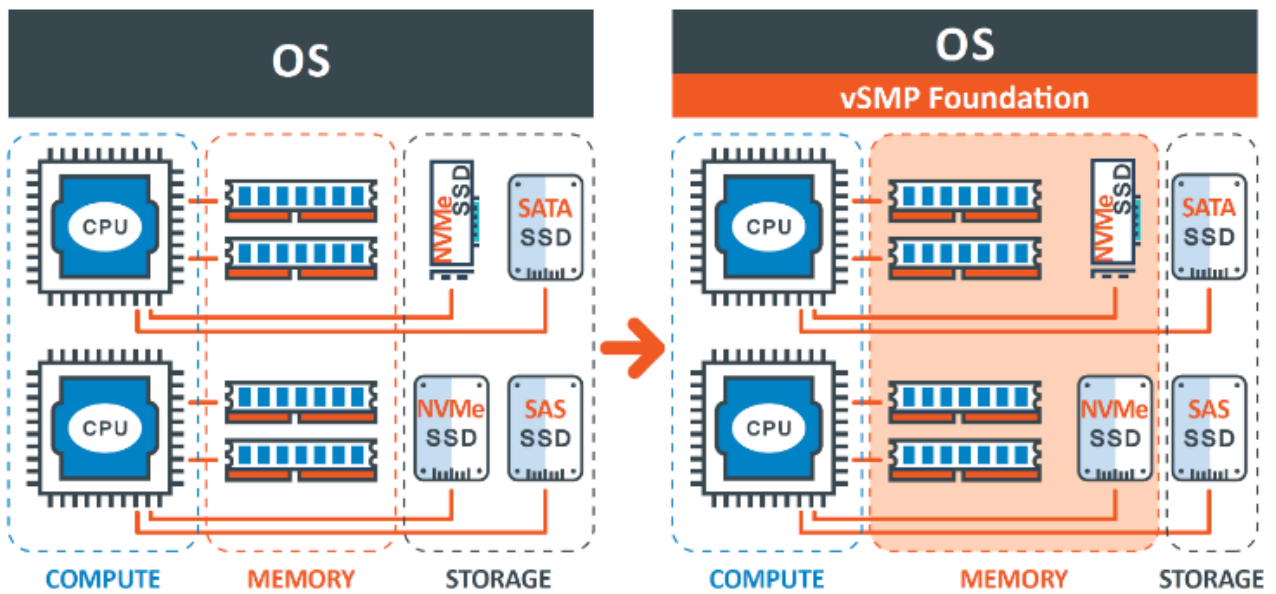 OS
CPU
NVMe
SSD
SATA
SSD
CPU
NVMe
SSD
SAS
SSD
COMPUTE
MEMORY
STORAGE
OS
vSMP Foundation
CPU
NVMe
SSD
SATA
SSD
CPU
NVMe
SSD
SAS
SSD
COMPUTE
MEMORY
STORAGE